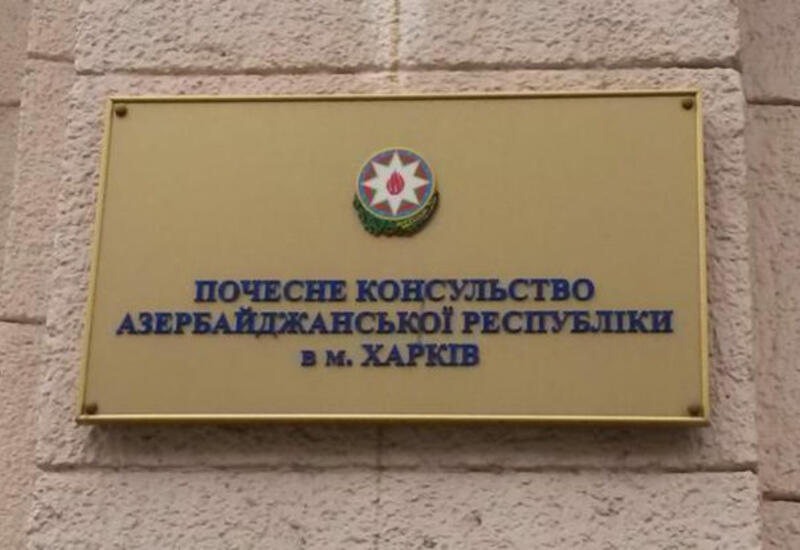 ПОЧЕСНЕ КОНСУЛЬСТВО
АЗЕРБАЙДЖАНСЬКОЇ РЕСПУБЛІКИ
в м. ХАРКІВ